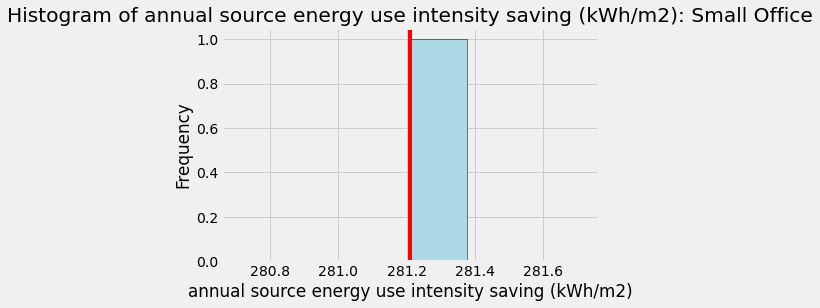 Histogram of annual source energy use intensity saving (kWh/m2): Small Office
1.0
0.8
0.6
0.4
0.2
0.0
Frequency
280.8 281.0 281.2 281.4 281.6
annual source energy use intensity saving (kWh/m2)